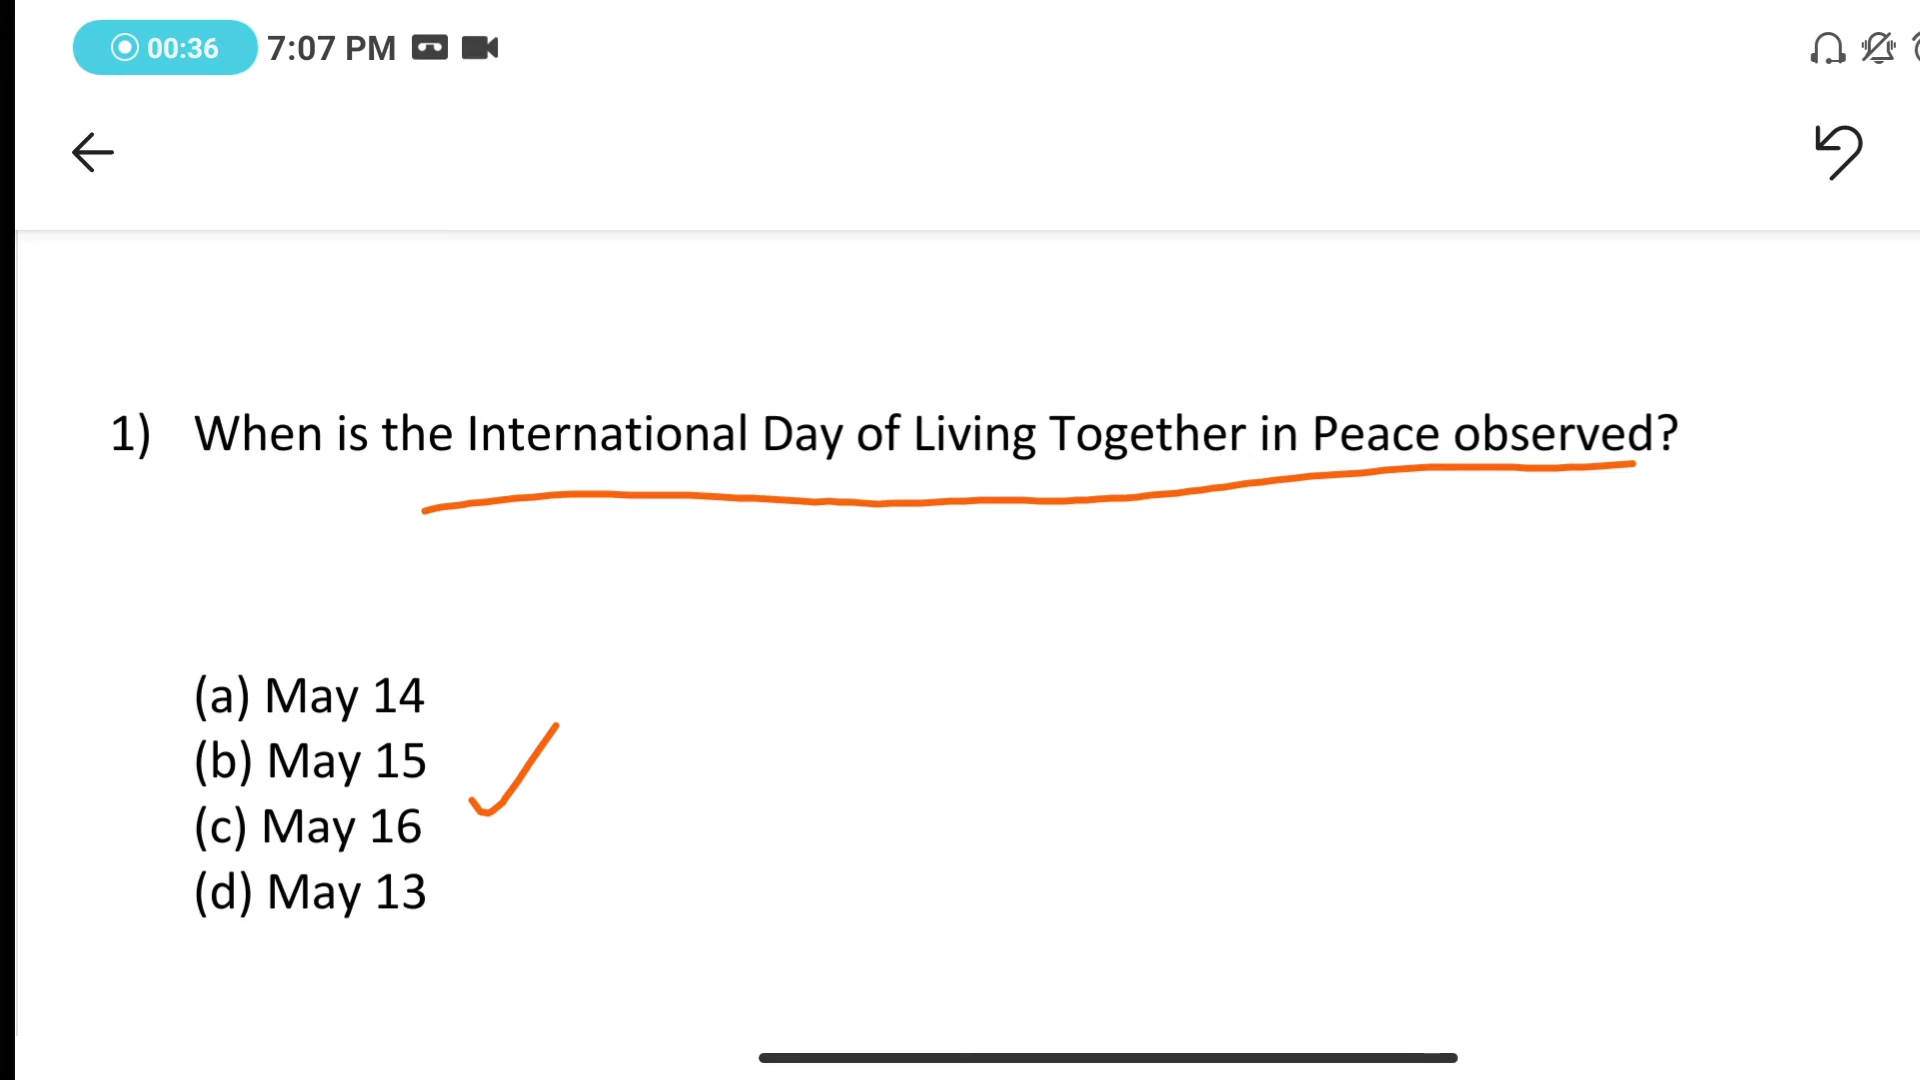 00:36 7:07 PM
1) When is the International Day of Living Together in Peace observed?
(a) May 14
(b) May 15
(c) May 16
(d) May 13